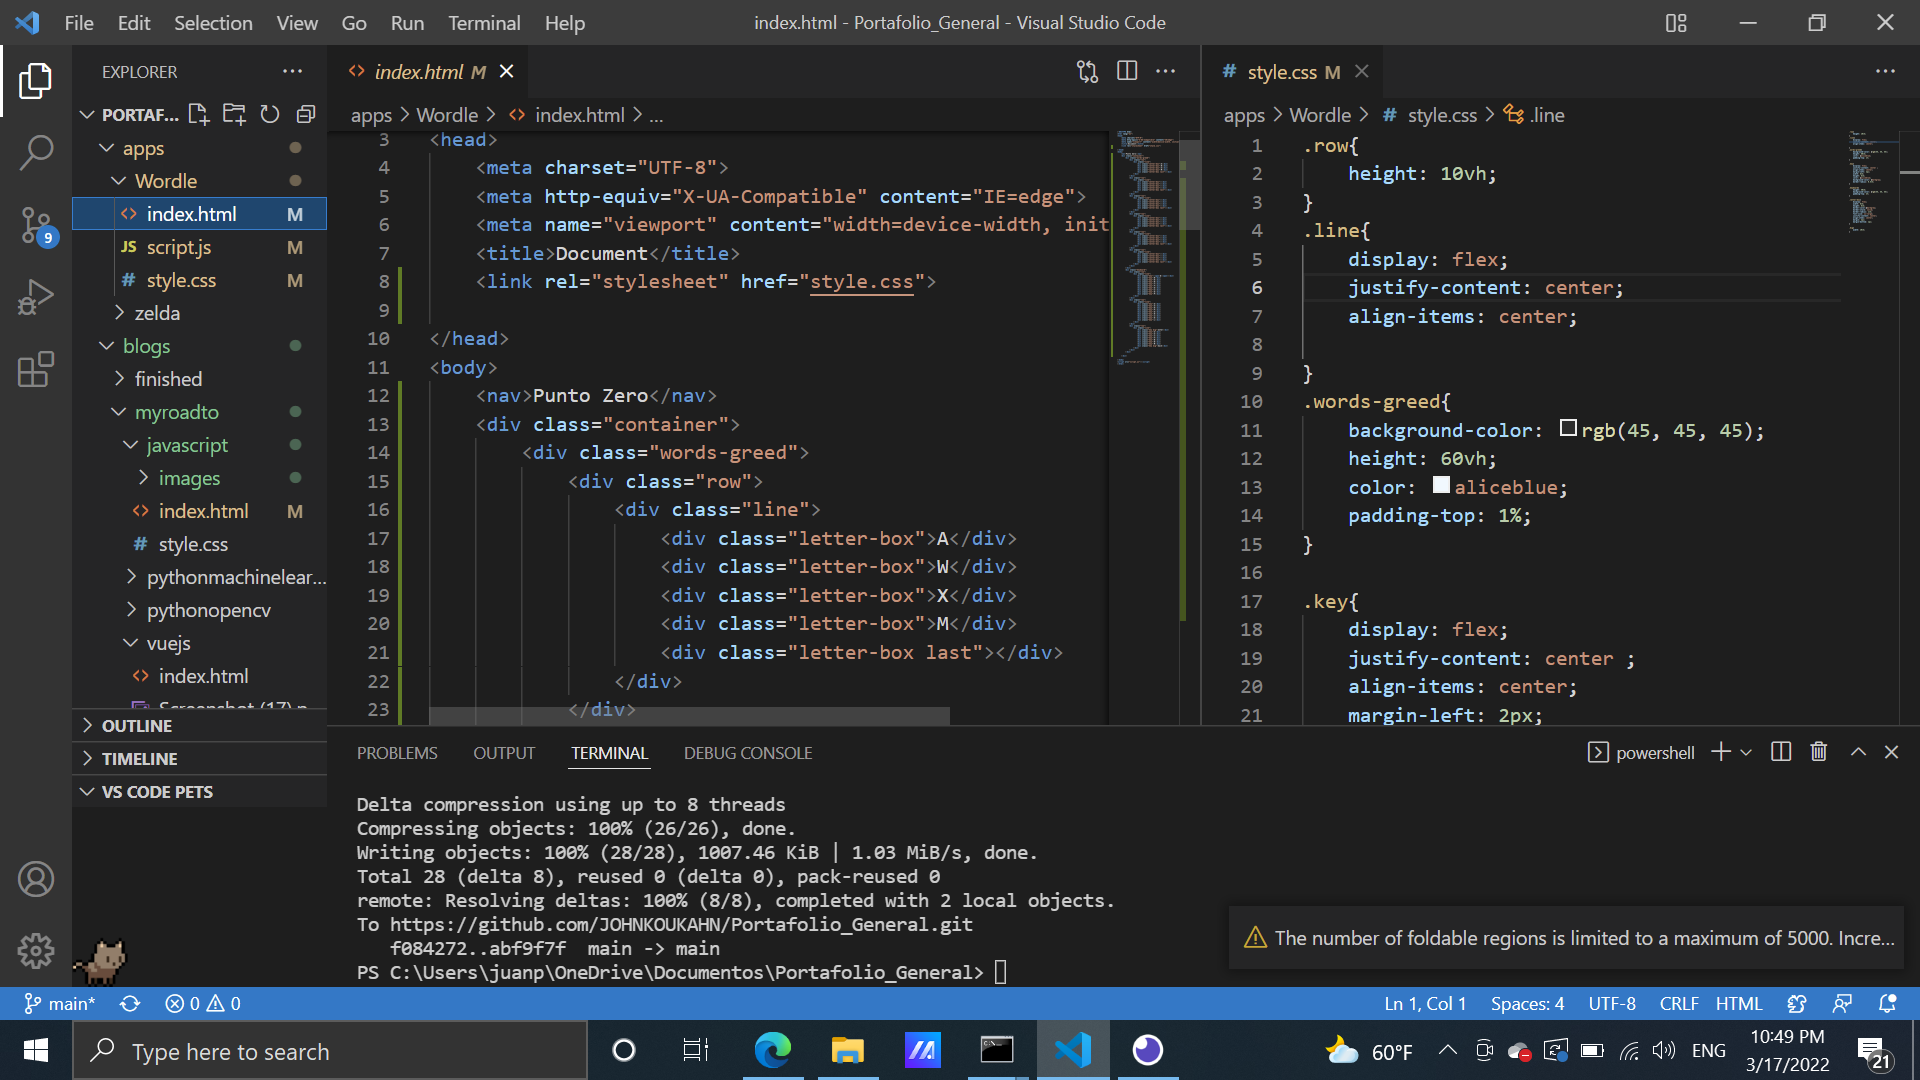 File Edit Selection View Go Run Terminal Help
index.html - Portafolio_General - Visual Studio Code
EXPLORER
PORTAF...
apps
Wordle
index.html M
JS script.js M
# style.css M
zelda
blogs
finished
myroadto
javascript
images
index.html M
# style.css
pythonmachinelear...
pythonopencv
vuejs
index.html
Screenshot (17).p
OUTLINE
TIMELINE
VS CODE PETS
9
index.html M
apps > Wordle > index.html > ...
3 <head>
4 <meta charset="UTF-8">
5 <meta http-equiv="X-UA-Compatible" content="IE=edge">
6 <meta name="viewport" content="width=device-width, init
7 <title>Document</title>
8 <link rel="stylesheet" href="style.css">
9
10 </head>
11 <body>
12 <nav>Punto Zero</nav>
13 <div class="container">
14 <div class="words-greed">
15 <div class="row">
16 <div class="line">
17 <div class="letter-box">A</div>
18 <div class="letter-box">W</div>
19 <div class="letter-box">X</div>
20 <div class="letter-box">M</div>
21 <div class="letter-box last"></div>
22 </div>
23 </div>
# style.css M
apps > Wordle > # style.css > .line
1 .row{
2 height: 10vh;
3 }
4 .line{
5 display: flex;
6 justify-content: center;
7 align-items: center;
8
9 }
10 .words-greed{
11 background-color: rgb(45, 45, 45);
12 height: 60vh;
13 color: aliceblue;
14 padding-top: 1%;
15 }
16
17 .key{
18 display: flex;
19 justify-content: center ;
20 align-items: center;
21 margin-left: 2px;
PROBLEMS OUTPUT TERMINAL DEBUG CONSOLE
powershell
Delta compression using up to 8 threads
Compressing objects: 100% (26/26), done.
Writing objects: 100% (28/28), 1007.46 KiB | 1.03 MiB/s, done.
Total 28 (delta 8), reused 0 (delta 0), pack-reused 0
remote: Resolving deltas: 100% (8/8), completed with 2 local objects.
To https://github.com/JOHNKOUKAHN/Portafolio_General.git
f084272..abf9f7f main -> main
PS C:\Users\juanp\OneDrive\Documentos\Portafolio_General>
The number of foldable regions is limited to a maximum of 5000. Incre...
main* 0 0
Ln 1, Col 1 Spaces: 4 UTF-8 CRLF HTML
Type here to search
60°F
ENG
10:49 PM
3/17/2022
21